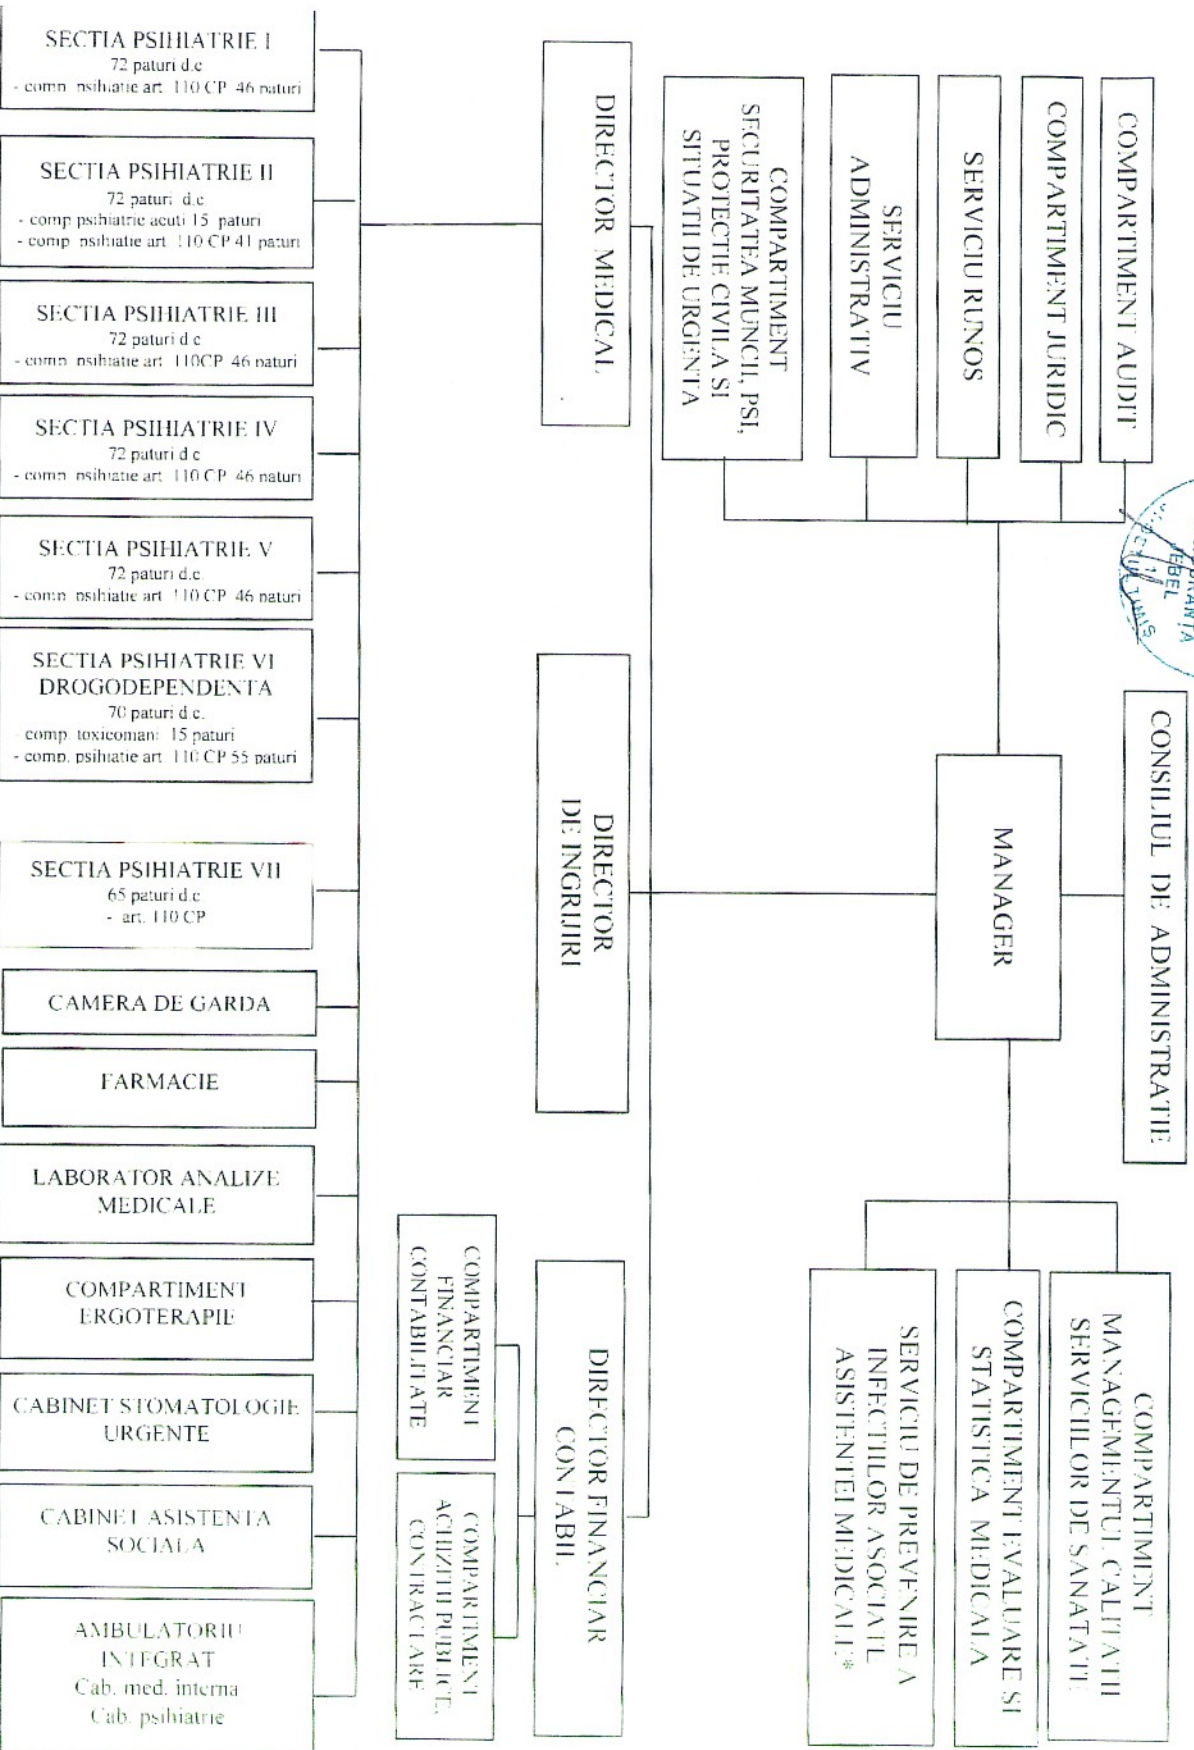 CONSILIUL DE ADMINISTRATIE
MANAGER
COMPARTIMENT AUDIT
COMPARTIMENT JURIDIC
SERVICIU RUNOS
SERVICIU
ADMINISTRATIV
COMPARTIMENT
SECURITATEA MUNCII, PSI,
PROTECTIE CIVILA SI
SITUATII DE URGENTA
COMPARTIMENT
MANAGEMENTUL CALITATII
SERVICIILOR DE SANATATE
COMPARTIMENT EVALUARE SI
STATISTICA MEDICALA
SERVICIU DE PREVENIRE A
INFECTIILOR ASOCIATE
ASISTENTEI MEDICALE*
JEBEL
TIMIS
DIRECTOR MEDICAL
DIRECTOR
DE INGRIJIRI
DIRECTOR FINANCIAR
CONTABIL
COMPARTIMENT
FINANCIAR
CONTABILITATE
COMPARTIMENT
ACHIZITII PUBLICE,
CONTRACTARE
SECTIA PSIHIATRIE I
72 paturi d.c
- comp psihiatie art. 110 CP 46 paturi
SECTIA PSIHIATRIE II
72 paturi d.c
- comp psihiatrie acuti 15 paturi
- comp psihiatie art. 110 CP 41 paturi
SECTIA PSIHIATRIE III
72 paturi d c
- comp psihiatie art 110CP 46 paturi
SECTIA PSIHIATRIE IV
72 paturi d c
- comp psihiatie art 110 CP 46 paturi
SECTIA PSIHIATRIE V
72 paturi d.c.
- comp psihiatie art 110 CP 46 paturi
SECTIA PSIHIATRIE VI
DROGODEPENDENTA
70 paturi d.c.
- comp. toxicomani 15 paturi
- comp. psihiatie art 110 CP 55 paturi
SECTIA PSIHIATRIE VII
65 paturi d.c
- art. 110 CP
CAMERA DE GARDA
FARMACIE
LABORATOR ANALIZE
MEDICALE
COMPARTIMENT
ERGOTERAPIE
CABINET STOMATOLOGIE
URGENTE
CABINET ASISTENTA
SOCIALA
AMBULATORIU
INTEGRAT
Cab. med. interna
Cab. psihiatrie